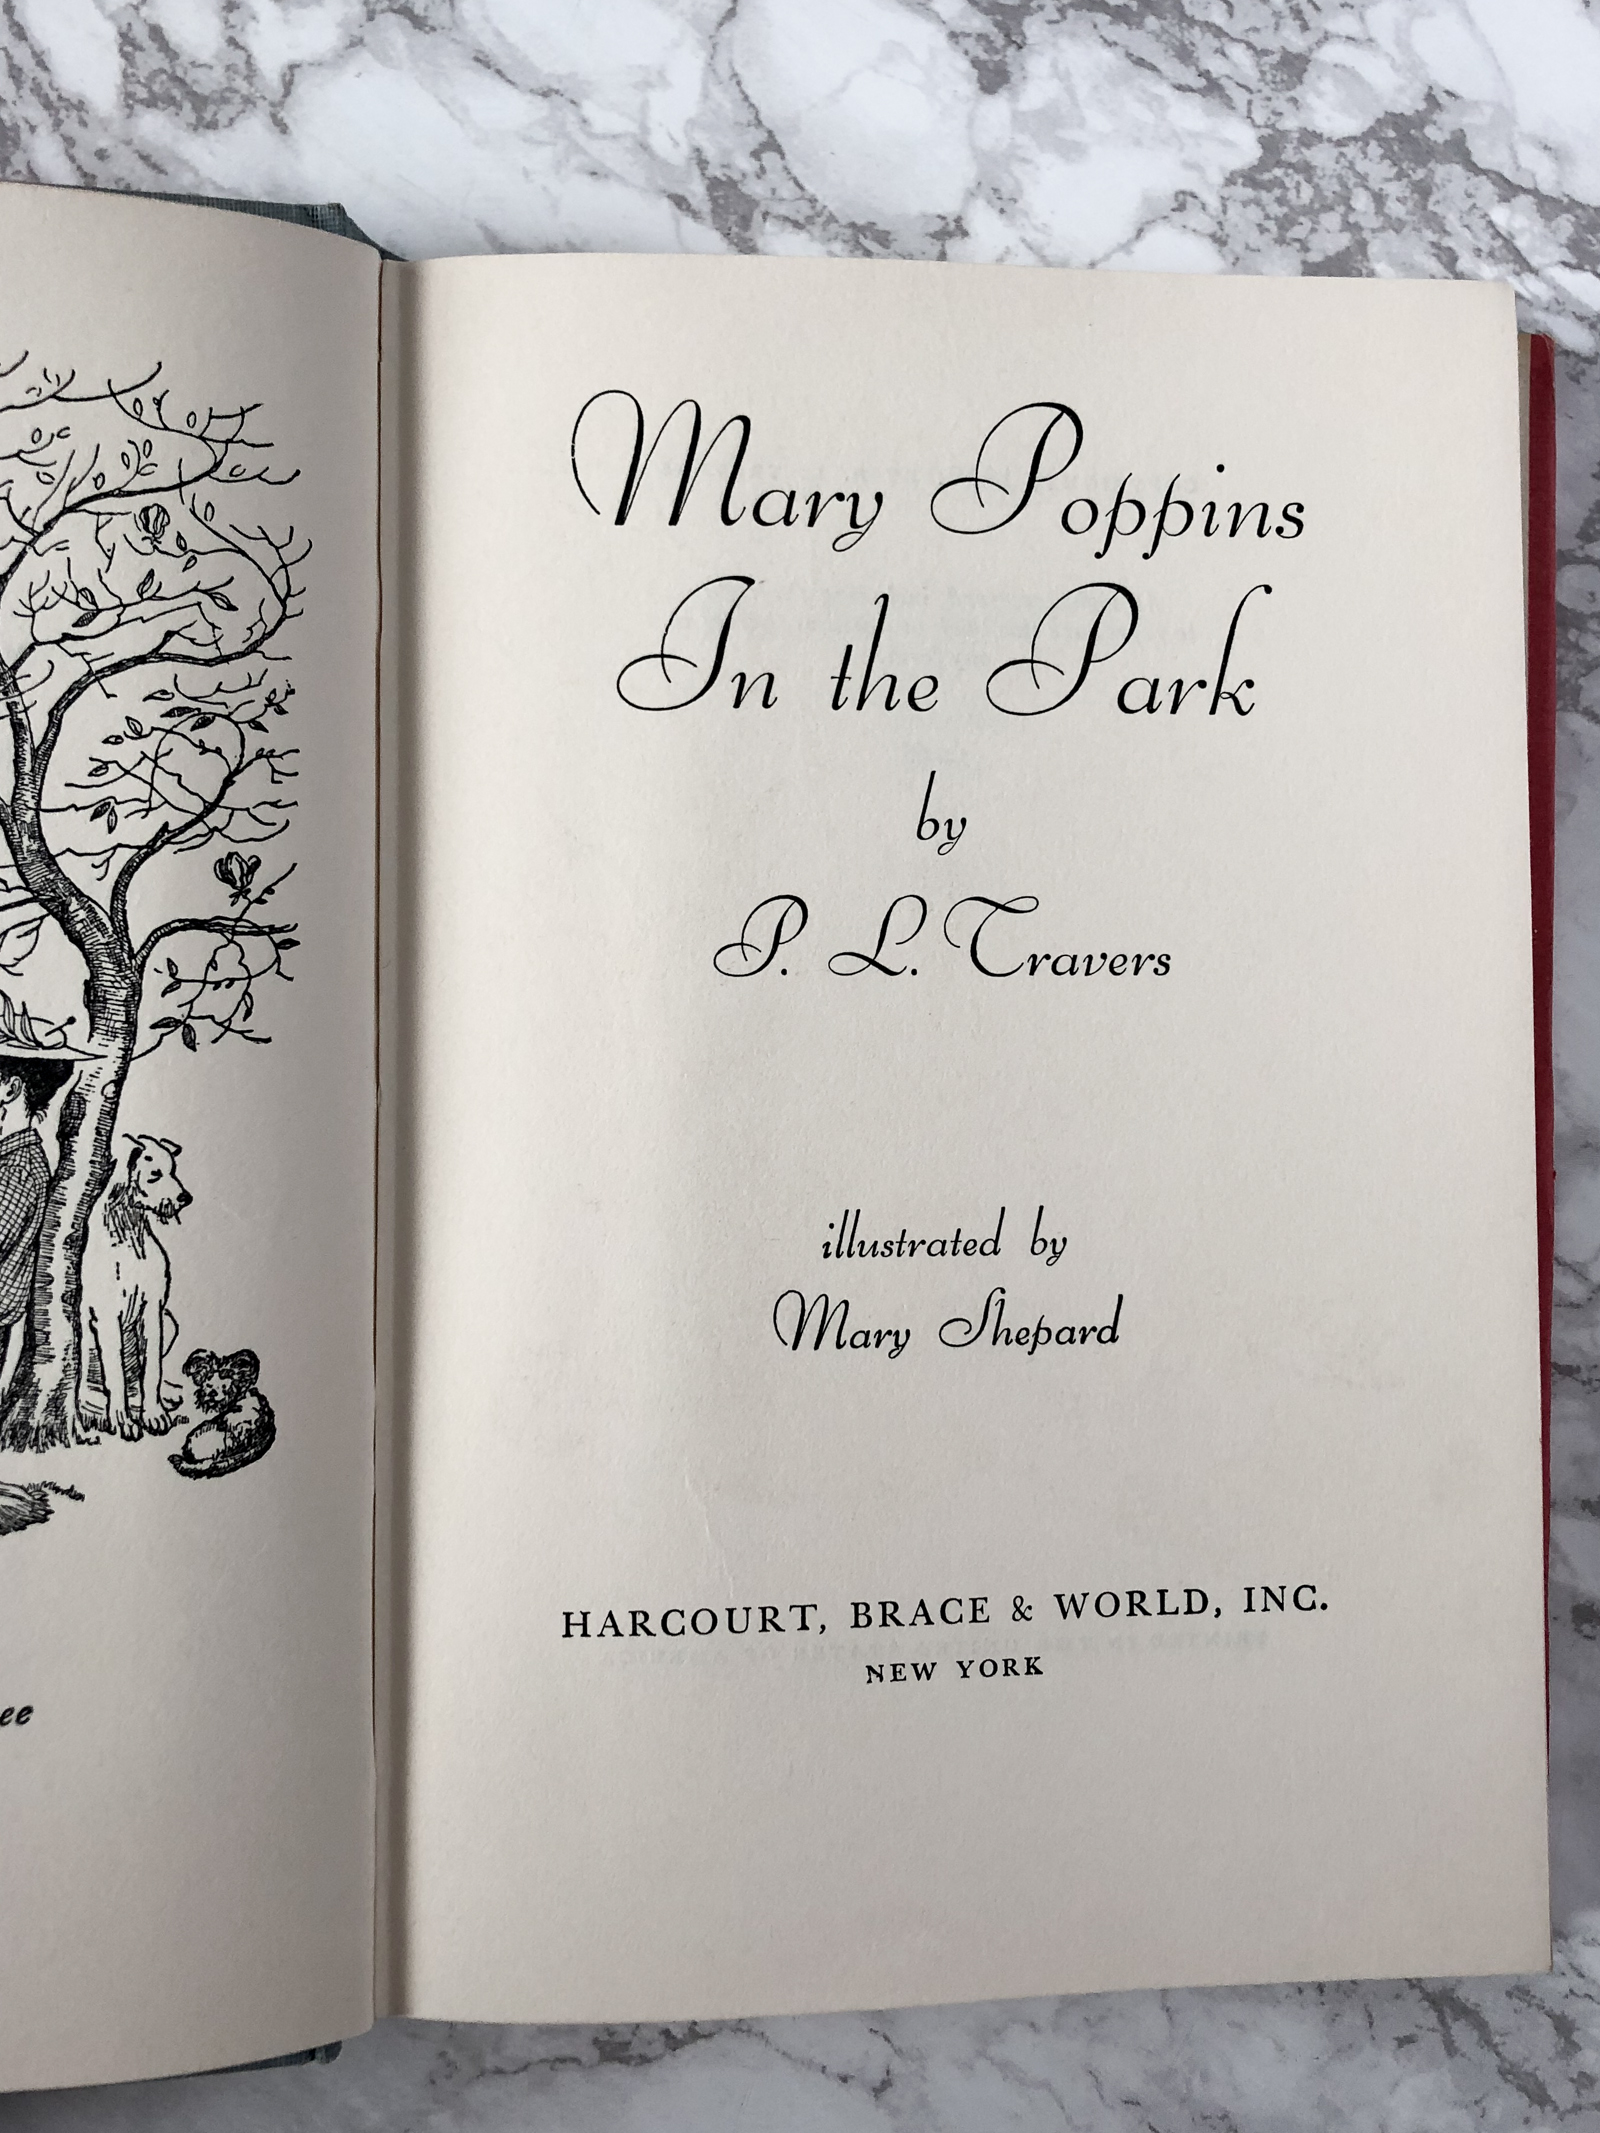 Mary Poppins
In the Park
by
P. L. Travers
illustrated by
Mary Shepard
HARCOURT, BRACE & WORLD, INC.
NEW YORK